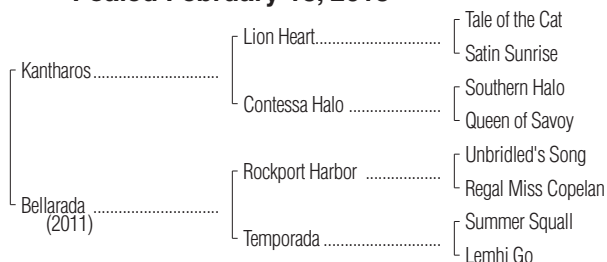 Foaled February
Tale of the Cat
Lion Heart
Satin Sunrise
Kantharos
Southern Halo
Contessa Halo
Queen of Savoy
Unbridled's Song
Rockport Harbor
Regal Miss Copelan
Bellarada
(2011)
Summer Squall
Temporada
Lemhi Go